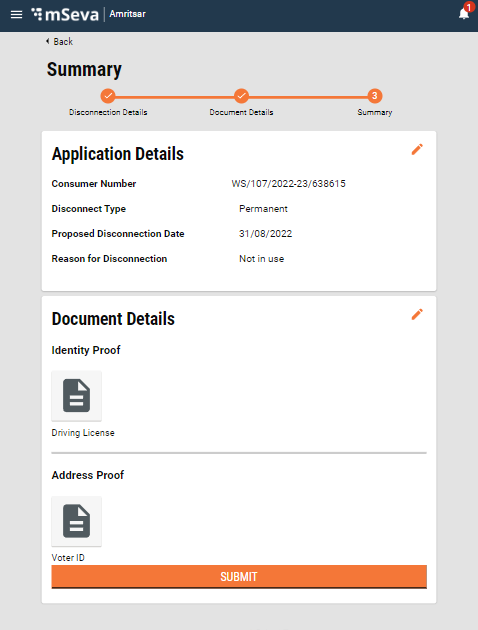 mSeva | Amritsar
1
Back
Summary
3
Disconnection Details Document Details Summary
Application Details
Consumer Number WS/107/2022-23/638615
Disconnect Type Permanent
Proposed Disconnection Date 31/08/2022
Reason for Disconnection Not in use
Document Details
Identity Proof
Driving License
Address Proof
Voter ID
SUBMIT